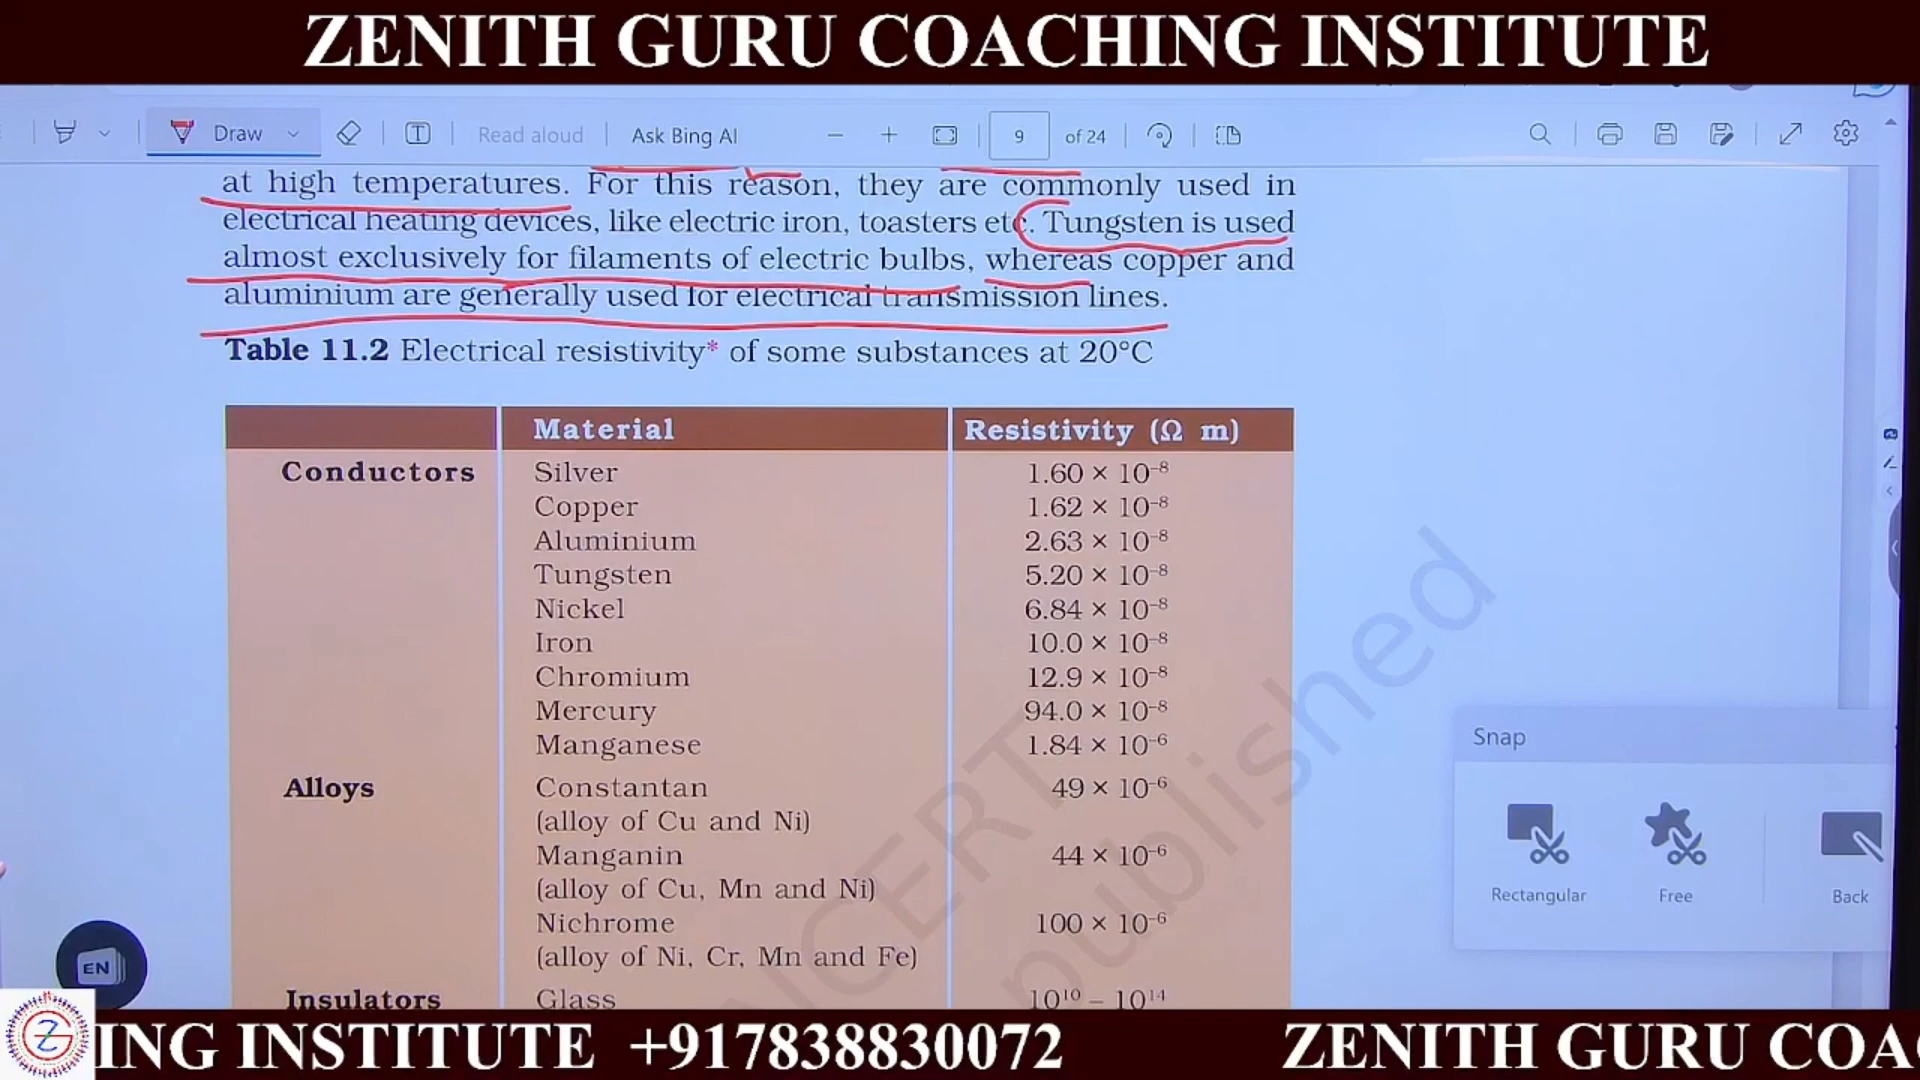 ZENITH GURU COACHING INSTITUTE
Draw
Read aloud
Ask Bing AI
9 of 24
at high temperatures. For this reason, they are commonly used in
electrical heating devices, like electric iron, toasters etc. Tungsten is used
almost exclusively for filaments of electric bulbs, whereas copper and
aluminium are generally used for electrical transmission lines.
Table 11.2 Electrical resistivity* of some substances at 20°C
Material Resistivity (Ω m)
Conductors Silver 1.60 × 10⁻⁸
Copper 1.62 × 10⁻⁸
Aluminium 2.63 × 10⁻⁸
Tungsten 5.20 × 10⁻⁸
Nickel 6.84 × 10⁻⁸
Iron 10.0 × 10⁻⁸
Chromium 12.9 × 10⁻⁸
Mercury 94.0 × 10⁻⁸
Manganese 1.84 × 10⁻⁶
Alloys Constantan 49 × 10⁻⁶
(alloy of Cu and Ni)
Manganin 44 × 10⁻⁶
(alloy of Cu, Mn and Ni)
Nichrome 100 × 10⁻⁶
(alloy of Ni, Cr, Mn and Fe)
Insulators Glass 10¹⁰ – 10¹⁴
NCERT
published
Snap
Rectangular
Free
Back
EN
ZG
ING INSTITUTE +917838830072 ZENITH GURU COA